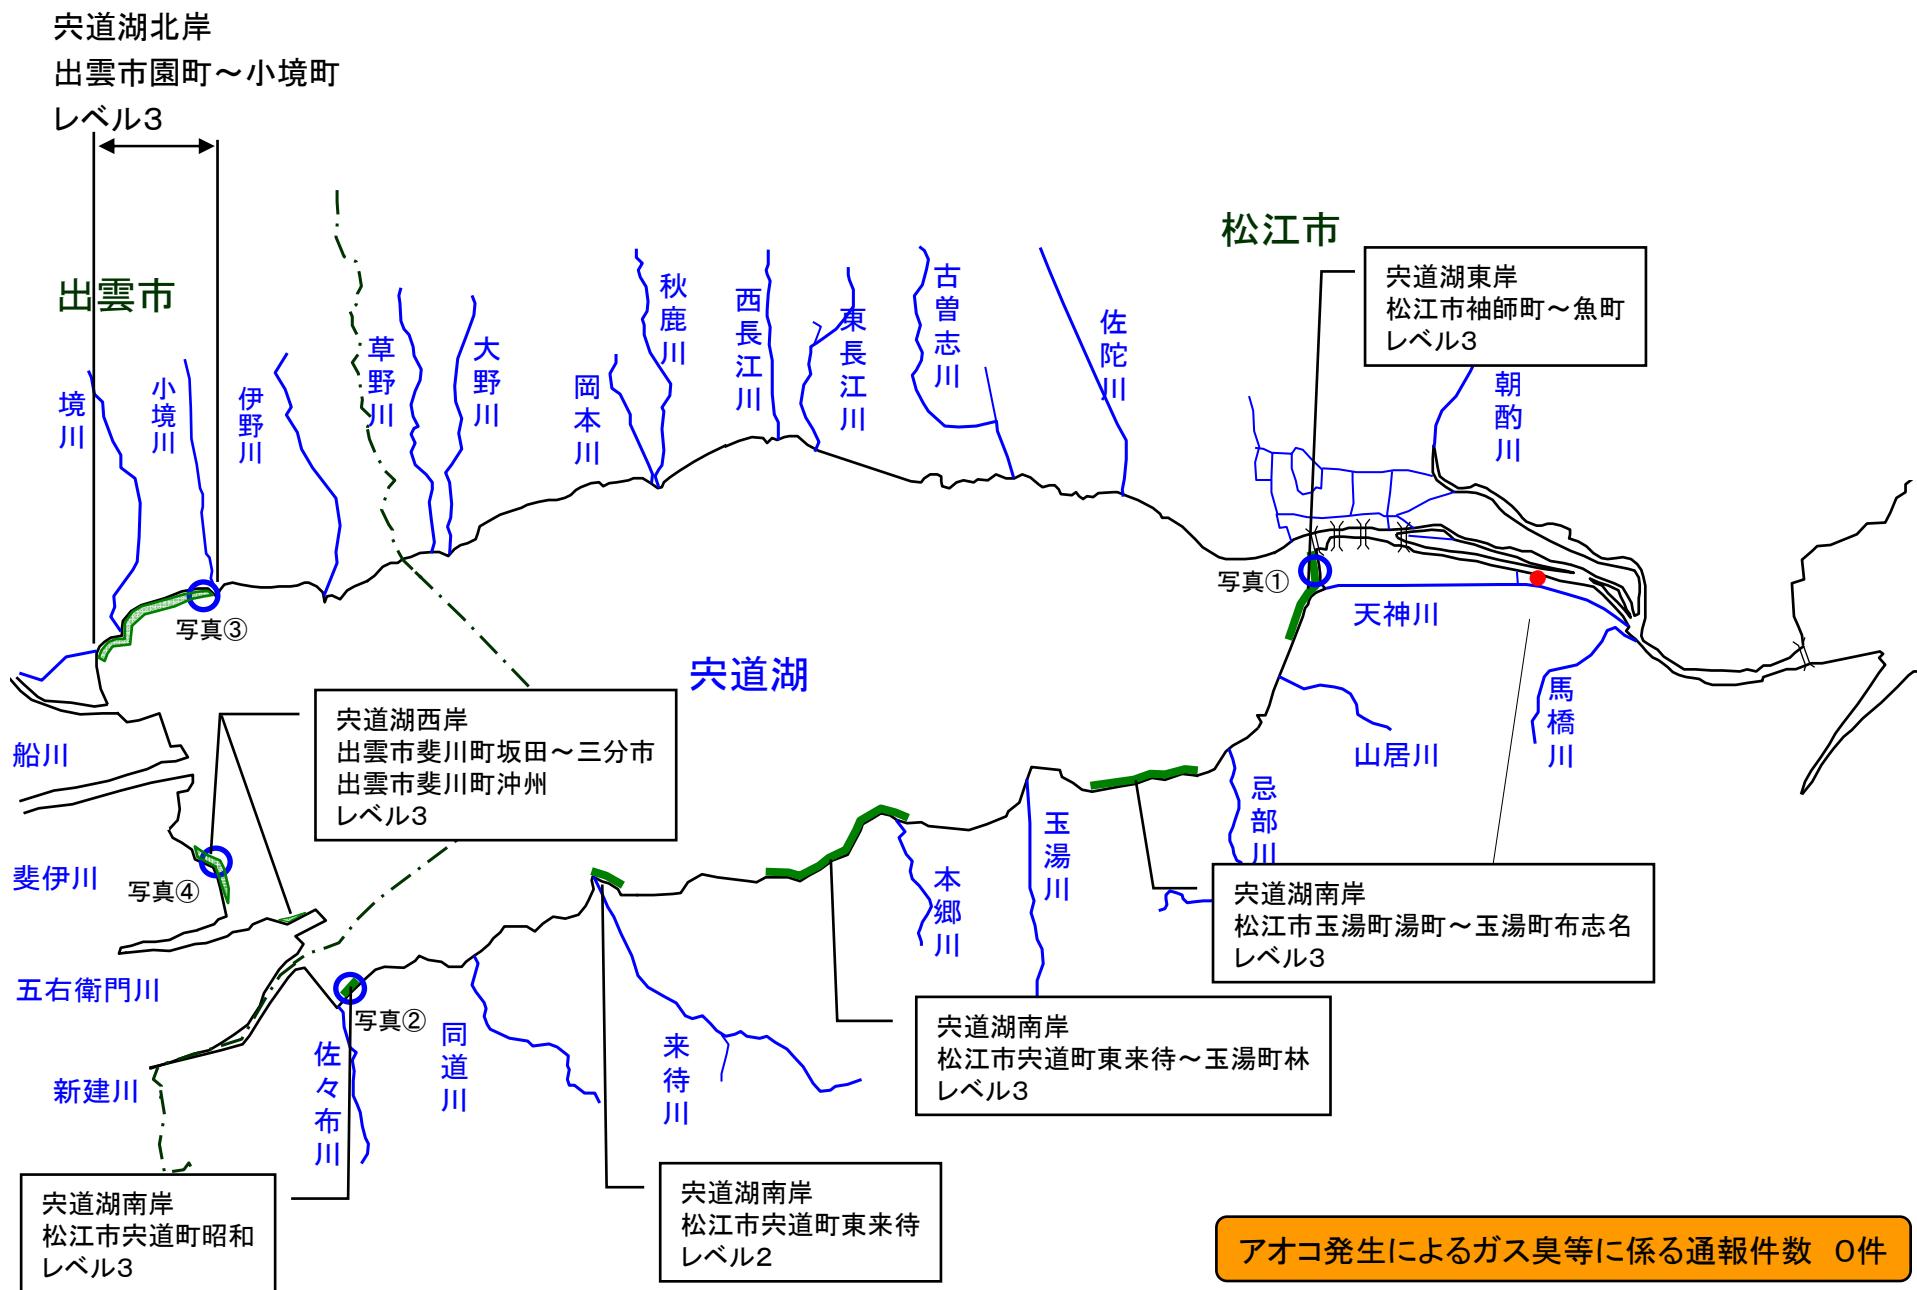 宍道湖北岸
出雲市園町～小境町
レベル3
出雲市
松江市
宍道湖東岸
松江市袖師町～魚町
レベル3
境川
小境川
伊野川
草野川
大野川
岡本川
秋鹿川
西長江川
東長江川
古曽志川
佐陀川
朝酌川
写真①
天神川
写真③
宍道湖
馬橋川
山居川
忌部川
玉湯川
本郷川
船川
宍道湖西岸
出雲市斐川町坂田～三分市
出雲市斐川町沖州
レベル3
斐伊川
写真④
五右衛門川
写真②
新建川
佐々布川
同道川
来待川
宍道湖南岸
松江市玉湯町湯町～玉湯町布志名
レベル3
宍道湖南岸
松江市宍道町東来待～玉湯町林
レベル3
宍道湖南岸
松江市宍道町東来待
レベル2
宍道湖南岸
松江市宍道町昭和
レベル3
アオコ発生によるガス臭等に係る通報件数　0件